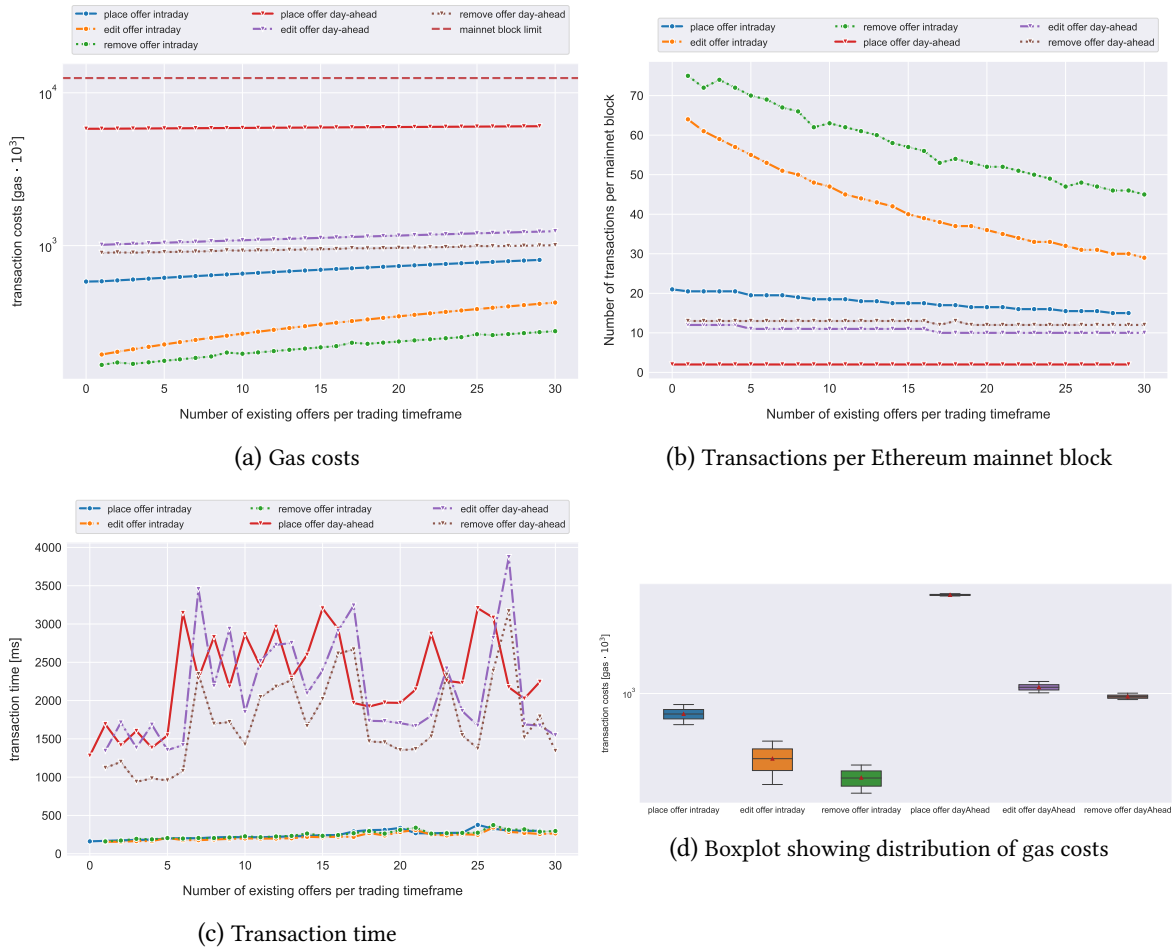 place offer intraday
edit offer intraday
remove offer intraday
place offer day-ahead
edit offer day-ahead
remove offer day-ahead
mainnet block limit
transaction costs [gas · 10³]
10⁴
10³
0 5 10 15 20 25 30
Number of existing offers per trading timeframe
(a) Gas costs
place offer intraday
edit offer intraday
remove offer intraday
place offer day-ahead
edit offer day-ahead
remove offer day-ahead
Number of transactions per mainnet block
70
60
50
40
30
20
10
0
0 5 10 15 20 25 30
Number of existing offers per trading timeframe
(b) Transactions per Ethereum mainnet block
place offer intraday
edit offer intraday
remove offer intraday
place offer day-ahead
edit offer day-ahead
remove offer day-ahead
transaction time [ms]
4000
3500
3000
2500
2000
1500
1000
500
0
0 5 10 15 20 25 30
Number of existing offers per trading timeframe
(c) Transaction time
transaction costs [gas · 10³]
10³
place offer intraday edit offer intraday remove offer intraday place offer dayAhead edit offer dayAhead remove offer dayAhead
(d) Boxplot showing distribution of gas costs